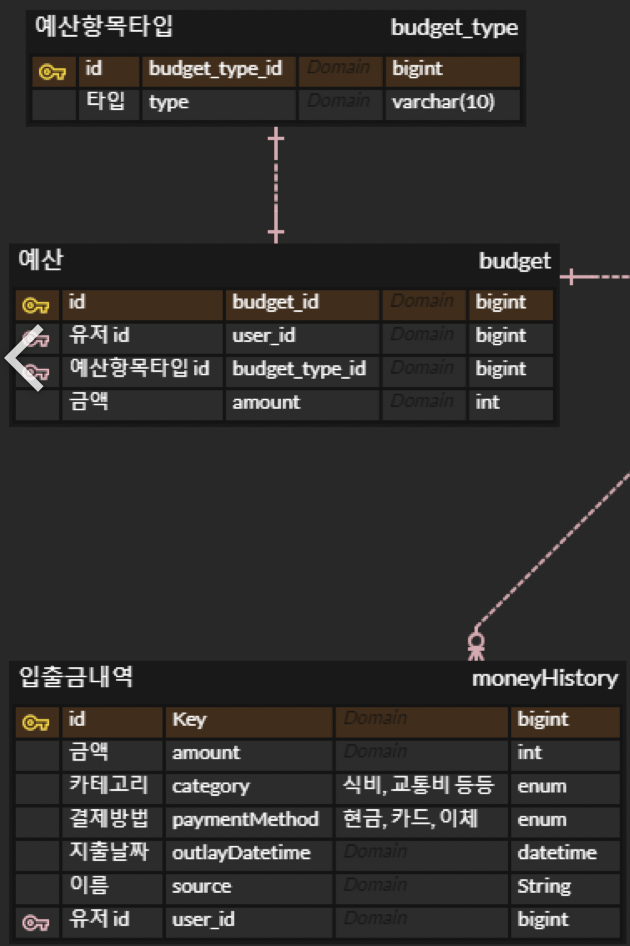 예산항목타입 budget_type
id budget_type_id Domain bigint
타입 type Domain varchar(10)
예산 budget
id budget_id Domain bigint
유저 id user_id Domain bigint
예산항목타입 id budget_type_id Domain bigint
금액 amount Domain int
입출금내역 moneyHistory
id Key Domain bigint
금액 amount Domain int
카테고리 category 식비, 교통비 등등 enum
결제방법 paymentMethod 현금, 카드, 이체 enum
지출날짜 outlayDatetime Domain datetime
이름 source Domain String
유저 id user_id Domain bigint